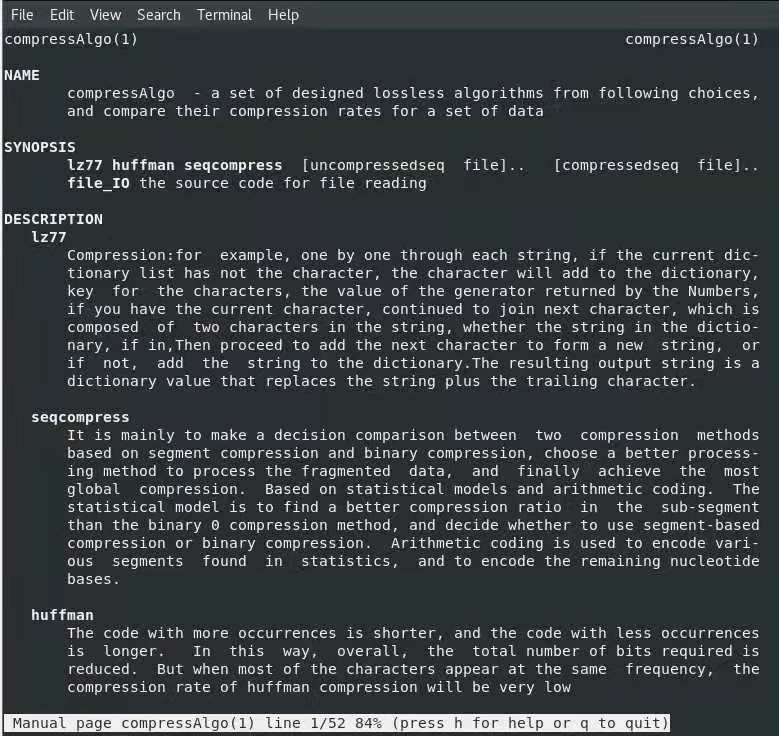 File Edit View Search Terminal Help
compressAlgo(1) compressAlgo(1)
NAME
compressAlgo - a set of designed lossless algorithms from following choices,
and compare their compression rates for a set of data
SYNOPSIS
lz77 huffman seqcompress [uncompressedseq file].. [compressedseq file]..
file_IO the source code for file reading
DESCRIPTION
lz77
Compression:for example, one by one through each string, if the current dic-
tionary list has not the character, the character will add to the dictionary,
key for the characters, the value of the generator returned by the Numbers,
if you have the current character, continued to join next character, which is
composed of two characters in the string, whether the string in the dictio-
nary, if in,Then proceed to add the next character to form a new string, or
if not, add the string to the dictionary.The resulting output string is a
dictionary value that replaces the string plus the trailing character.
seqcompress
It is mainly to make a decision comparison between two compression methods
based on segment compression and binary compression, choose a better process-
ing method to process the fragmented data, and finally achieve the most
global compression. Based on statistical models and arithmetic coding. The
statistical model is to find a better compression ratio in the sub-segment
than the binary 0 compression method, and decide whether to use segment-based
compression or binary compression. Arithmetic coding is used to encode vari-
ous segments found in statistics, and to encode the remaining nucleotide
bases.
huffman
The code with more occurrences is shorter, and the code with less occurrences
is longer. In this way, overall, the total number of bits required is
reduced. But when most of the characters appear at the same frequency, the
compression rate of huffman compression will be very low
Manual page compressAlgo(1) line 1/52 84% (press h for help or q to quit)